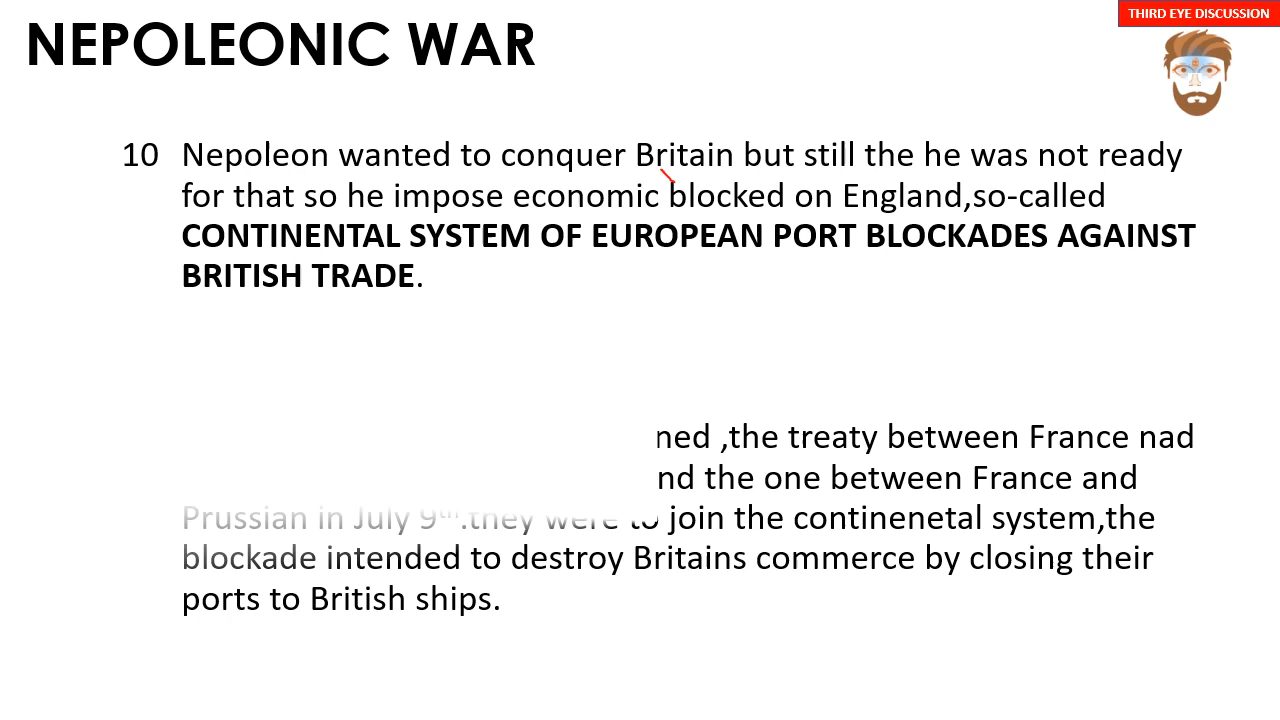 THIRD EYE DISCUSSION
NEPOLEONIC WAR
10 Nepoleon wanted to conquer Britain but still the he was not ready
for that so he impose economic blocked on England,so-called
CONTINENTAL SYSTEM OF EUROPEAN PORT BLOCKADES AGAINST
BRITISH TRADE.
ned ,the treaty between France nad
nd the one between France and
Prussian in July 9th .they were to join the continenetal system,the
blockade intended to destroy Britains commerce by closing their
ports to British ships.